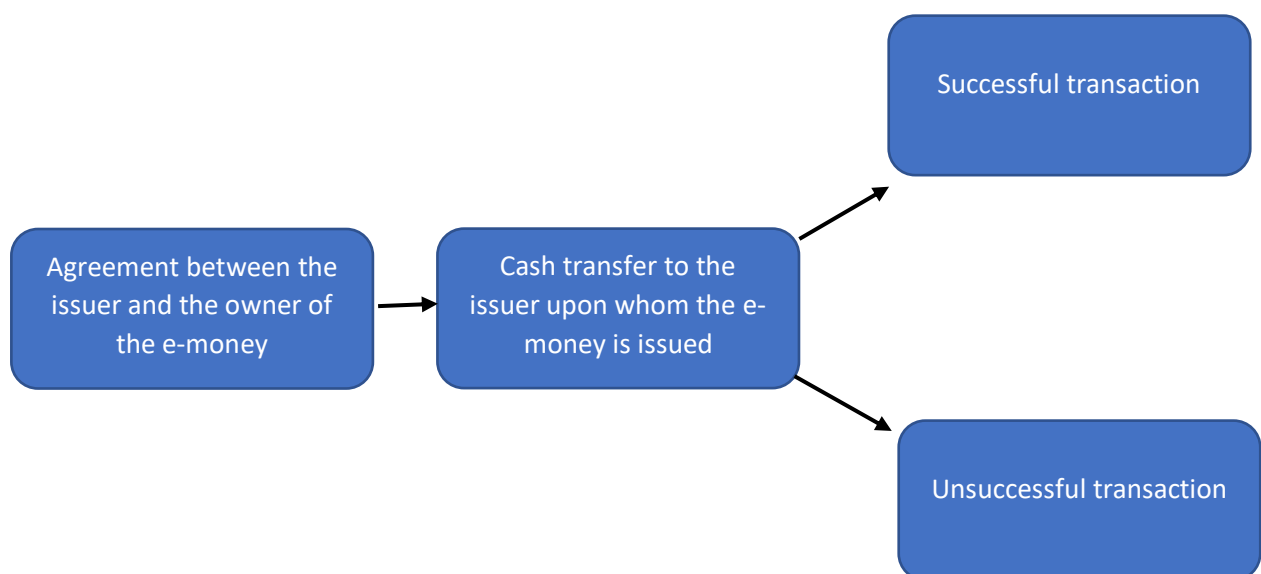 Successful transaction
Agreement between the
issuer and the owner of
the e-money
Cash transfer to the
issuer upon whom the e-
money is issued
Unsuccessful transaction